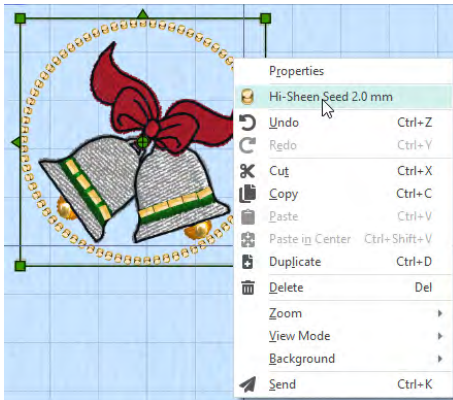 Properties
Hi-Sheen Seed 2.0 mm
Undo Ctrl+Z
Redo Ctrl+Y
Cut Ctrl+X
Copy Ctrl+C
Paste Ctrl+V
Paste in Center Ctrl+Shift+V
Duplicate Ctrl+D
Delete Del
Zoom
View Mode
Background
Send Ctrl+K